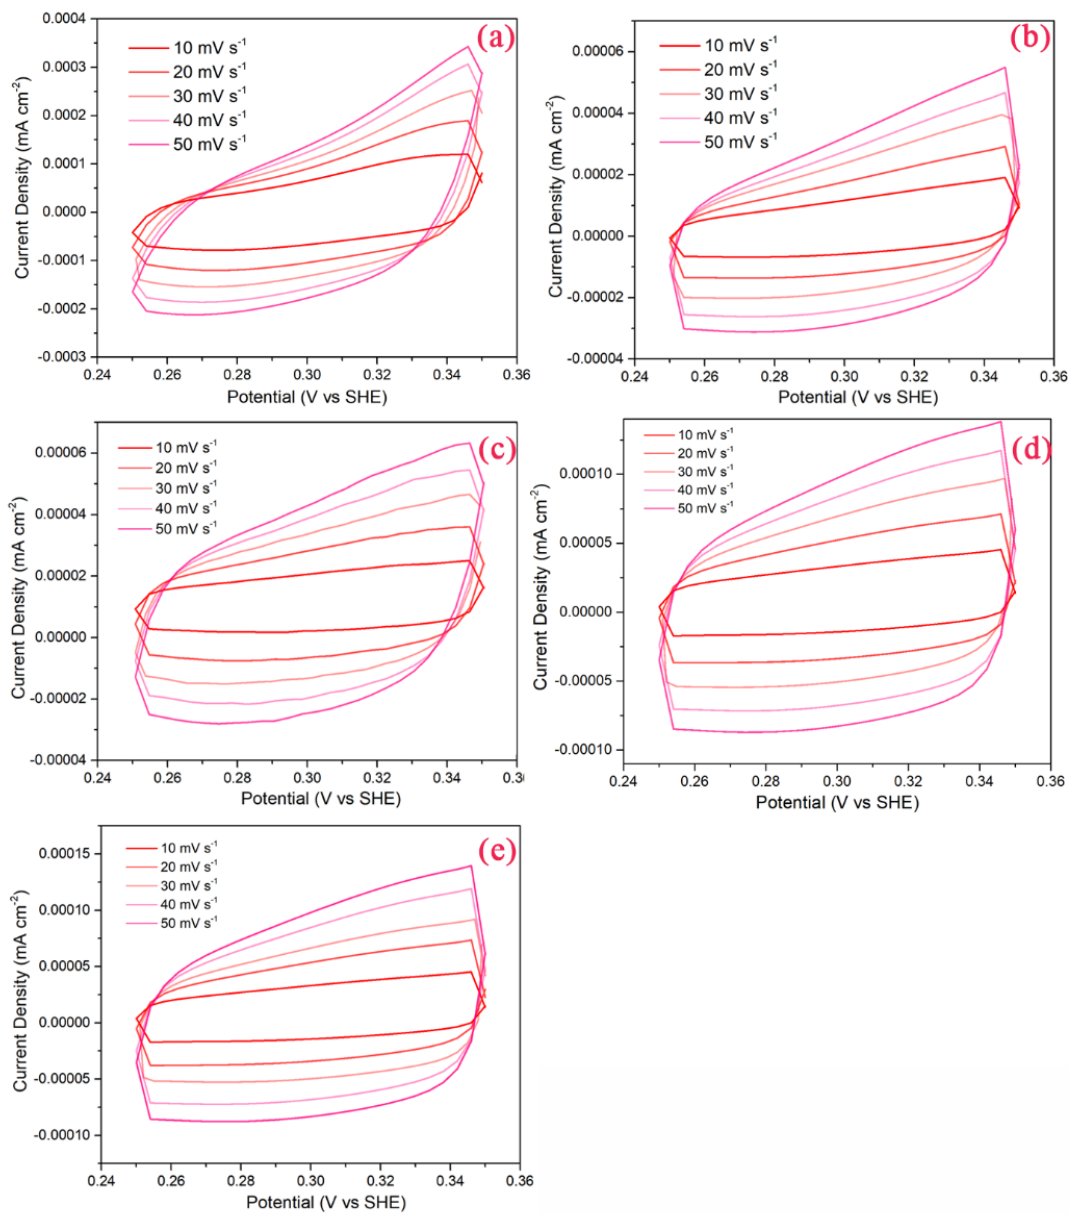 (a)
10 mV s⁻¹
20 mV s⁻¹
30 mV s⁻¹
40 mV s⁻¹
50 mV s⁻¹
0.0004
0.0003
0.0002
0.0001
0.0000
-0.0001
-0.0002
-0.0003
Current Density (mA cm⁻²)
0.24 0.26 0.28 0.30 0.32 0.34 0.36
Potential (V vs SHE)
(b)
10 mV s⁻¹
20 mV s⁻¹
30 mV s⁻¹
40 mV s⁻¹
50 mV s⁻¹
0.00006
0.00004
0.00002
0.00000
-0.00002
-0.00004
Current Density (mA cm⁻²)
0.24 0.26 0.28 0.30 0.32 0.34 0.36
Potential (V vs SHE)
(c)
10 mV s⁻¹
20 mV s⁻¹
30 mV s⁻¹
40 mV s⁻¹
50 mV s⁻¹
0.00006
0.00004
0.00002
0.00000
-0.00002
-0.00004
Current Density (mA cm⁻²)
0.24 0.26 0.28 0.30 0.32 0.34
Potential (V vs SHE)
(d)
10 mV s⁻¹
20 mV s⁻¹
30 mV s⁻¹
40 mV s⁻¹
50 mV s⁻¹
0.00010
0.00005
0.00000
-0.00005
-0.00010
Current Density (mA cm⁻²)
0.24 0.26 0.28 0.30 0.32 0.34 0.36
Potential (V vs SHE)
(e)
10 mV s⁻¹
20 mV s⁻¹
30 mV s⁻¹
40 mV s⁻¹
50 mV s⁻¹
0.00015
0.00010
0.00005
0.00000
-0.00005
-0.00010
Current Density (mA cm⁻²)
0.24 0.26 0.28 0.30 0.32 0.34 0.36
Potential (V vs SHE)